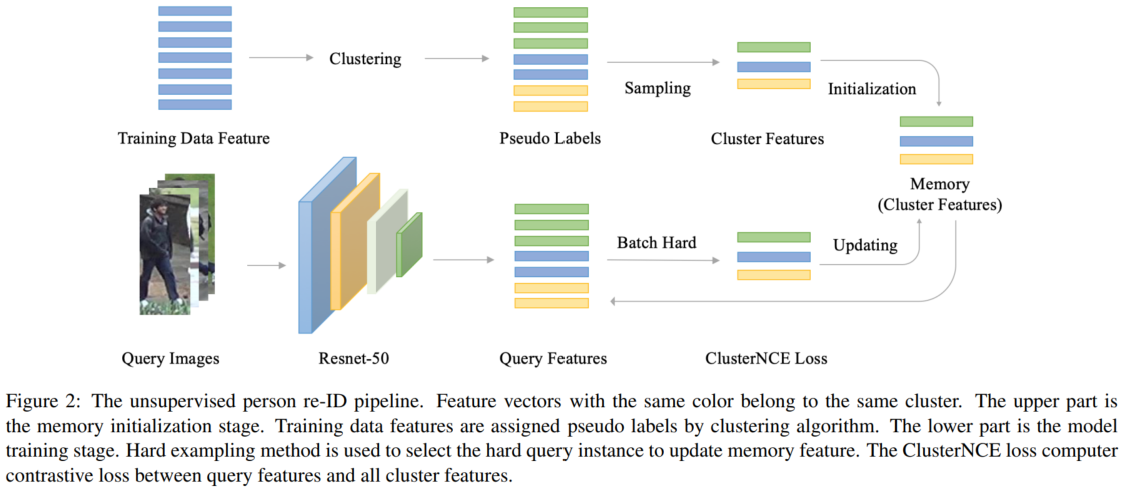 Clustering
Sampling
Initialization
Training Data Feature
Pseudo Labels
Cluster Features
Memory
(Cluster Features)
Batch Hard
Updating
Query Images
Resnet-50
Query Features
ClusterNCE Loss
Figure 2: The unsupervised person re-ID pipeline. Feature vectors with the same color belong to the same cluster. The upper part is
the memory initialization stage. Training data features are assigned pseudo labels by clustering algorithm. The lower part is the model
training stage. Hard exampling method is used to select the hard query instance to update memory feature. The ClusterNCE loss computer
contrastive loss between query features and all cluster features.